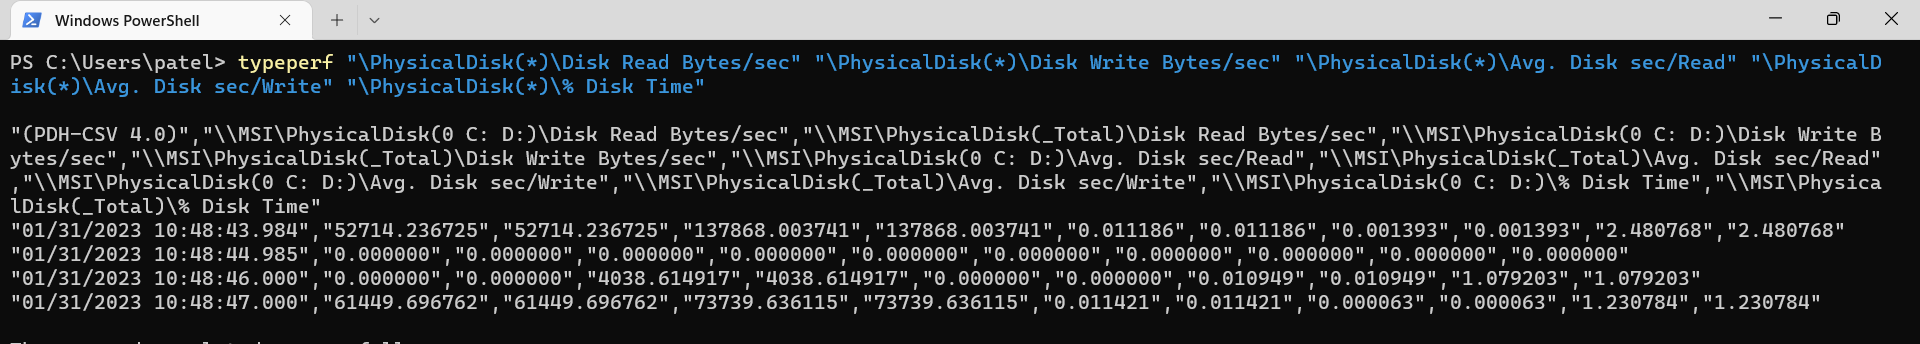 Windows PowerShell
PS C:\Users\patel> typeperf "\PhysicalDisk(*)\Disk Read Bytes/sec" "\PhysicalDisk(*)\Disk Write Bytes/sec" "\PhysicalDisk(*)\Avg. Disk sec/Read" "\PhysicalD
isk(*)\Avg. Disk sec/Write" "\PhysicalDisk(*)\% Disk Time"
"(PDH-CSV 4.0)","\\MSI\PhysicalDisk(0 C: D:)\Disk Read Bytes/sec","\\MSI\PhysicalDisk(_Total)\Disk Read Bytes/sec","\\MSI\PhysicalDisk(0 C: D:)\Disk Write B
ytes/sec","\\MSI\PhysicalDisk(_Total)\Disk Write Bytes/sec","\\MSI\PhysicalDisk(0 C: D:)\Avg. Disk sec/Read","\\MSI\PhysicalDisk(_Total)\Avg. Disk sec/Read"
,"\\MSI\PhysicalDisk(0 C: D:)\Avg. Disk sec/Write","\\MSI\PhysicalDisk(_Total)\Avg. Disk sec/Write","\\MSI\PhysicalDisk(0 C: D:)\% Disk Time","\\MSI\Physica
lDisk(_Total)\% Disk Time"
"01/31/2023 10:48:43.984","52714.236725","52714.236725","137868.003741","137868.003741","0.011186","0.011186","0.001393","0.001393","2.480768","2.480768"
"01/31/2023 10:48:44.985","0.000000","0.000000","0.000000","0.000000","0.000000","0.000000","0.000000","0.000000","0.000000","0.000000"
"01/31/2023 10:48:46.000","0.000000","0.000000","4038.614917","4038.614917","0.000000","0.000000","0.010949","0.010949","1.079203","1.079203"
"01/31/2023 10:48:47.000","61449.696762","61449.696762","73739.636115","73739.636115","0.011421","0.011421","0.000063","0.000063","1.230784","1.230784"